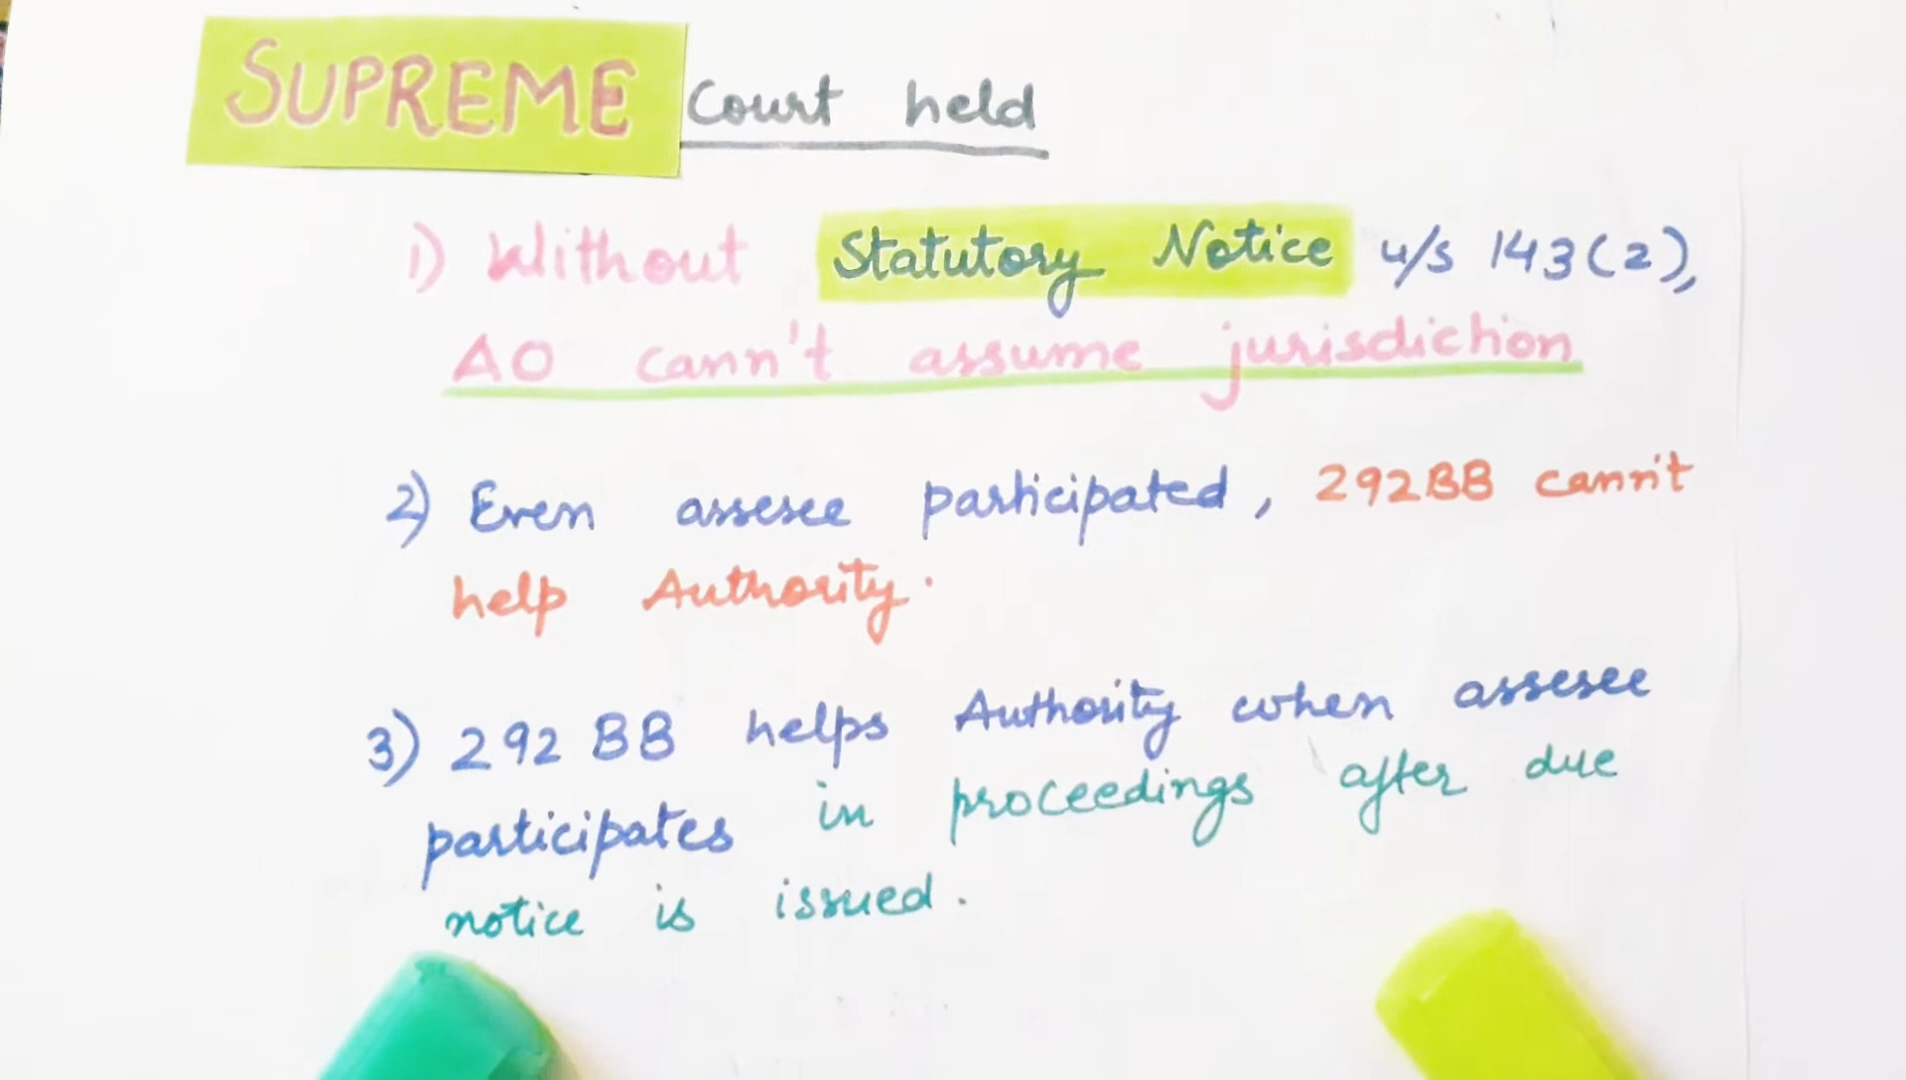 SUPREME Court held
1) Without Statutory Notice u/s 143(2),
AO cann't assume jurisdiction
2) Even assesee participated, 292BB cann't
help Authority.
3) 292 BB helps Authority when assesee
participates in proceedings after due
notice is issued.